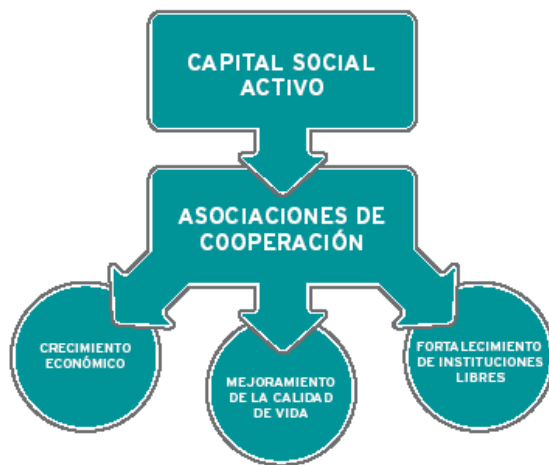 CAPITAL SOCIAL
ACTIVO
ASOCIACIONES DE
COOPERACIÓN
CRECIMIENTO
ECONÓMICO
MEJORAMIENTO
DE LA CALIDAD
DE VIDA
FORTALECIMIENTO
DE INSTITUCIONES
LIBRES